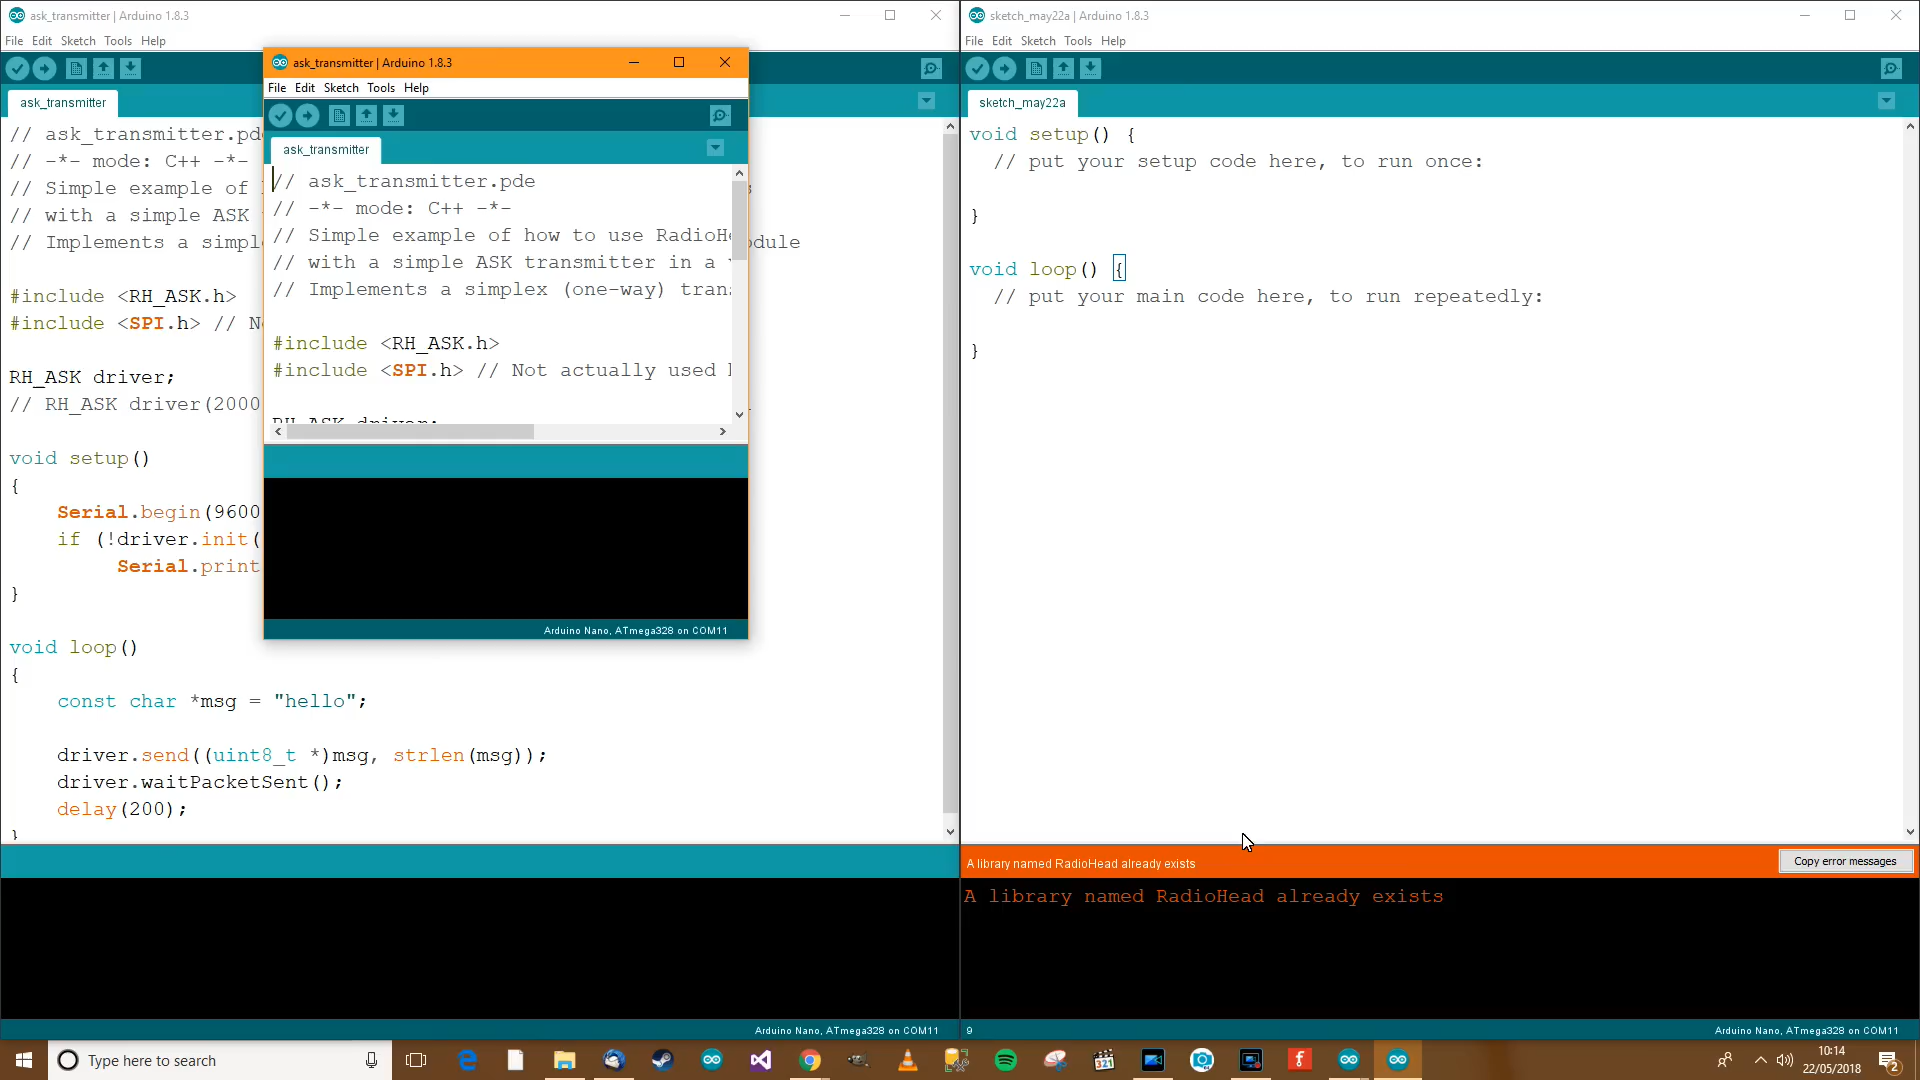 ask_transmitter | Arduino 1.8.3
File Edit Sketch Tools Help
ask_transmitter
// ask_transmitter.pd
// -*- mode: C++ -*-
// Simple example of
// with a simple ASK
// Implements a simpl
odule
#include <RH_ASK.h>
#include <SPI.h> // N
RH_ASK driver;
// RH_ASK driver(2000
void setup()
{
Serial.begin(9600
if (!driver.init(
Serial.print
}
void loop()
{
const char *msg = "hello";
driver.send((uint8_t *)msg, strlen(msg));
driver.waitPacketSent();
delay(200);
}
Arduino Nano, ATmega328 on COM11
ask_transmitter | Arduino 1.8.3
File Edit Sketch Tools Help
ask_transmitter
// ask_transmitter.pde
// -*- mode: C++ -*-
// Simple example of how to use RadioH
// with a simple ASK transmitter in a
// Implements a simplex (one-way) tran
#include <RH_ASK.h>
#include <SPI.h> // Not actually used
RH_ASK driver;
Arduino Nano, ATmega328 on COM11
sketch_may22a | Arduino 1.8.3
File Edit Sketch Tools Help
sketch_may22a
void setup() {
// put your setup code here, to run once:
}
void loop() {
// put your main code here, to run repeatedly:
}
A library named RadioHead already exists
Copy error messages
A library named RadioHead already exists
9
Arduino Nano, ATmega328 on COM11
Type here to search
321
10:14
22/05/2018
2